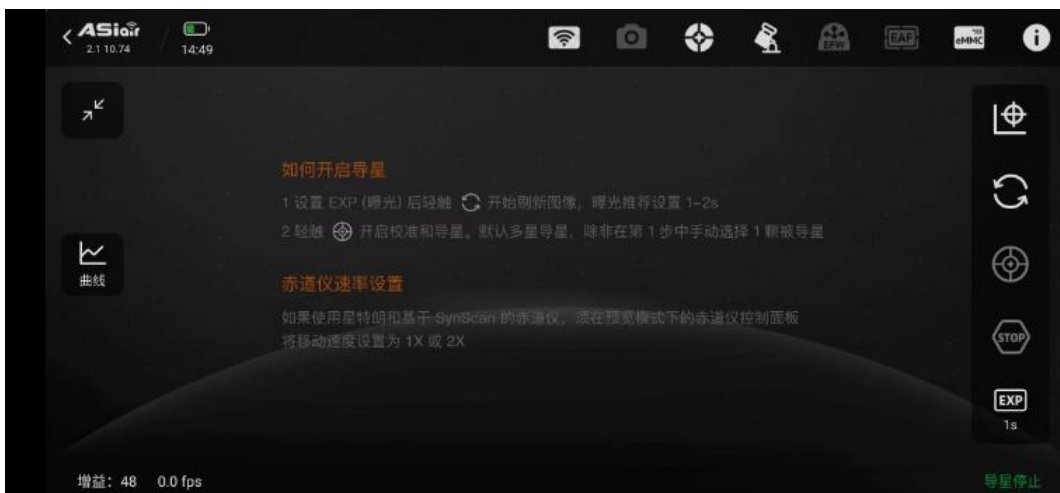 ASiair
2.1 10.74
14:49
EFW
EAF
eMMC
如何开启导星
1 设置 EXP (曝光) 后轻触 开始刷新图像，曝光推荐设置 1~2s
2 轻触 开启校准和导星。默认多星导星，除非在第 1 步中手动选择 1 颗被导星
曲线
赤道仪速率设置
如果使用星特朗和基于 SynScan 的赤道仪，须在预览模式下的赤道仪控制面板
将移动速度设置为 1X 或 2X
STOP
EXP
1s
增益：48 0.0 fps
导星停止